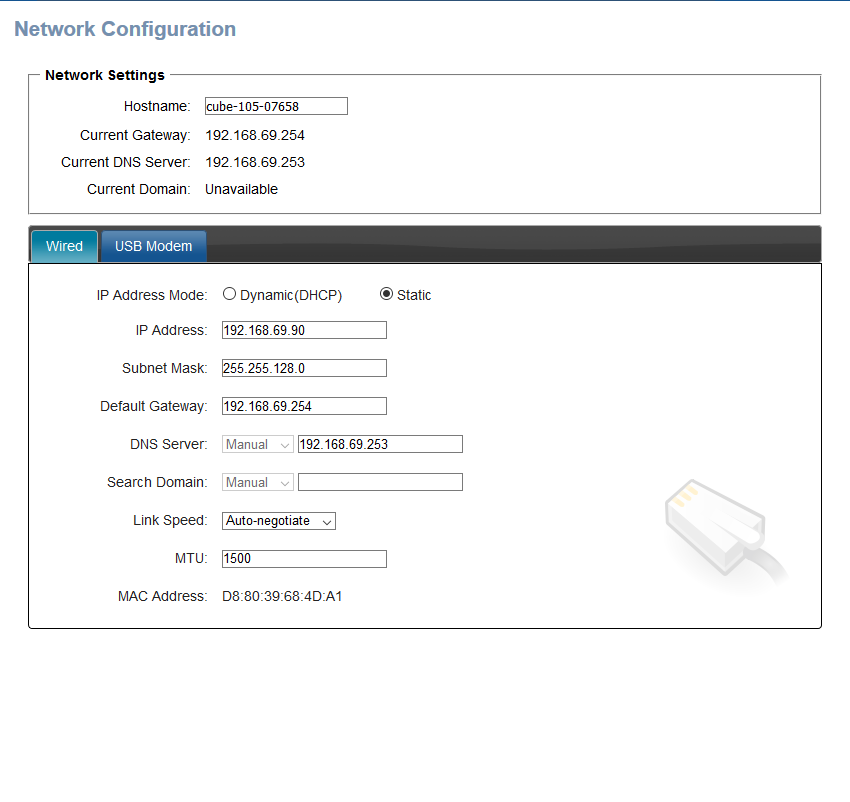 Network Configuration
Network Settings
Hostname: cube-105-07658
Current Gateway: 192.168.69.254
Current DNS Server: 192.168.69.253
Current Domain: Unavailable
Wired USB Modem
IP Address Mode: Dynamic(DHCP) Static
IP Address: 192.168.69.90
Subnet Mask: 255.255.128.0
Default Gateway: 192.168.69.254
DNS Server: Manual 192.168.69.253
Search Domain: Manual
Link Speed: Auto-negotiate
MTU: 1500
MAC Address: D8:80:39:68:4D:A1